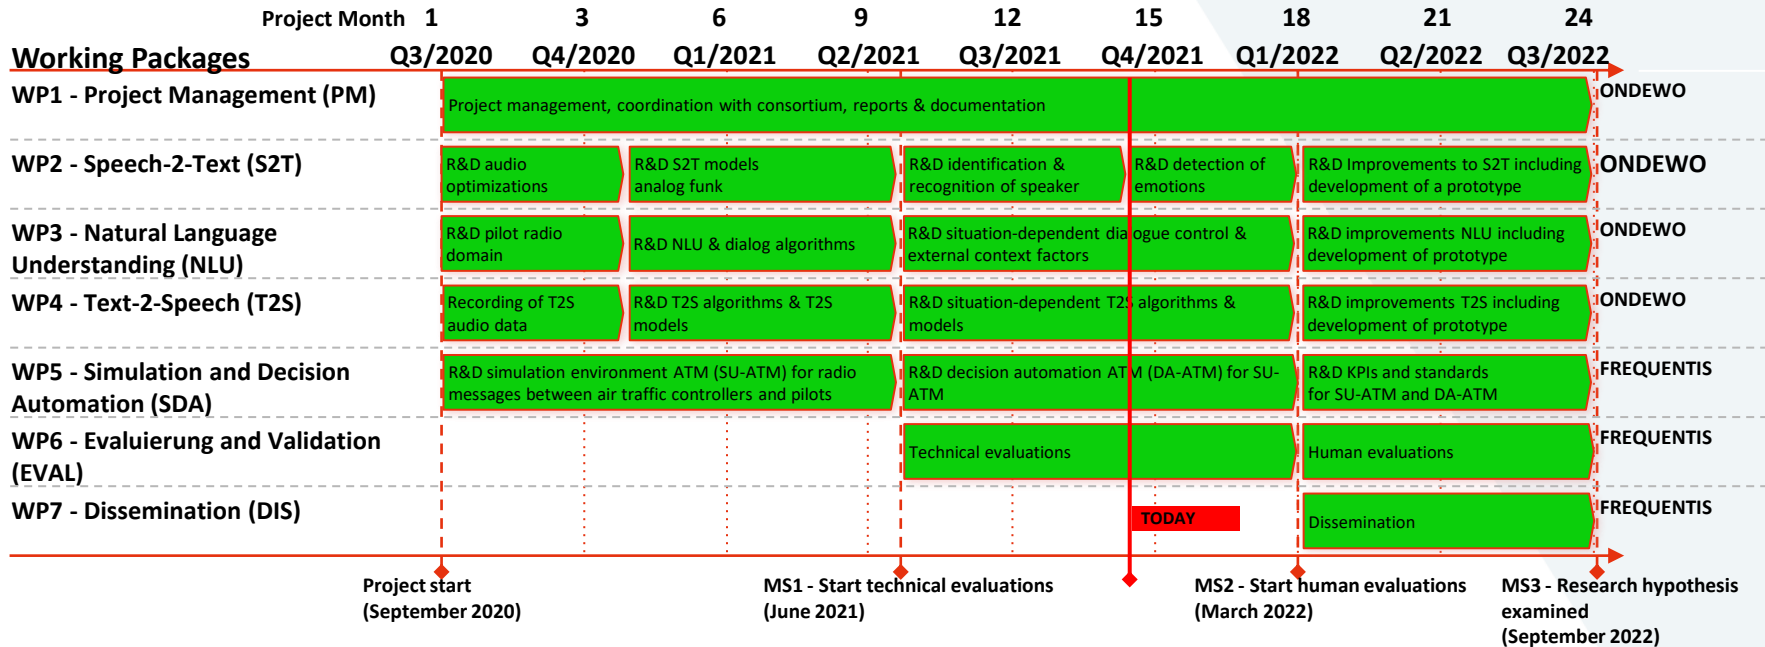 Project Month 1 3 6 9 12 15 18 21 24
Working Packages Q3/2020 Q4/2020 Q1/2021 Q2/2021 Q3/2021 Q4/2021 Q1/2022 Q2/2022 Q3/2022
WP1 - Project Management (PM)
Project management, coordination with consortium, reports & documentation
ONDEWO
WP2 - Speech-2-Text (S2T)
R&D audio
optimizations
R&D S2T models
analog funk
R&D identification &
recognition of speaker
R&D detection of
emotions
R&D Improvements to S2T including
development of a prototype
ONDEWO
WP3 - Natural Language
Understanding (NLU)
R&D pilot radio
domain
R&D NLU & dialog algorithms
R&D situation-dependent dialogue control &
external context factors
R&D improvements NLU including
development of prototype
ONDEWO
WP4 - Text-2-Speech (T2S)
Recording of T2S
audio data
R&D T2S algorithms & T2S
models
R&D situation-dependent T2S algorithms &
models
R&D improvements T2S including
development of prototype
ONDEWO
WP5 - Simulation and Decision
Automation (SDA)
R&D simulation environment ATM (SU-ATM) for radio
messages between air traffic controllers and pilots
R&D decision automation ATM (DA-ATM) for SU-
ATM
R&D KPIs and standards
for SU-ATM and DA-ATM
FREQUENTIS
WP6 - Evaluierung and Validation
(EVAL)
Technical evaluations
Human evaluations
FREQUENTIS
WP7 - Dissemination (DIS)
TODAY
Dissemination
FREQUENTIS
Project start
(September 2020)
MS1 - Start technical evaluations
(June 2021)
MS2 - Start human evaluations
(March 2022)
MS3 - Research hypothesis
examined
(September 2022)